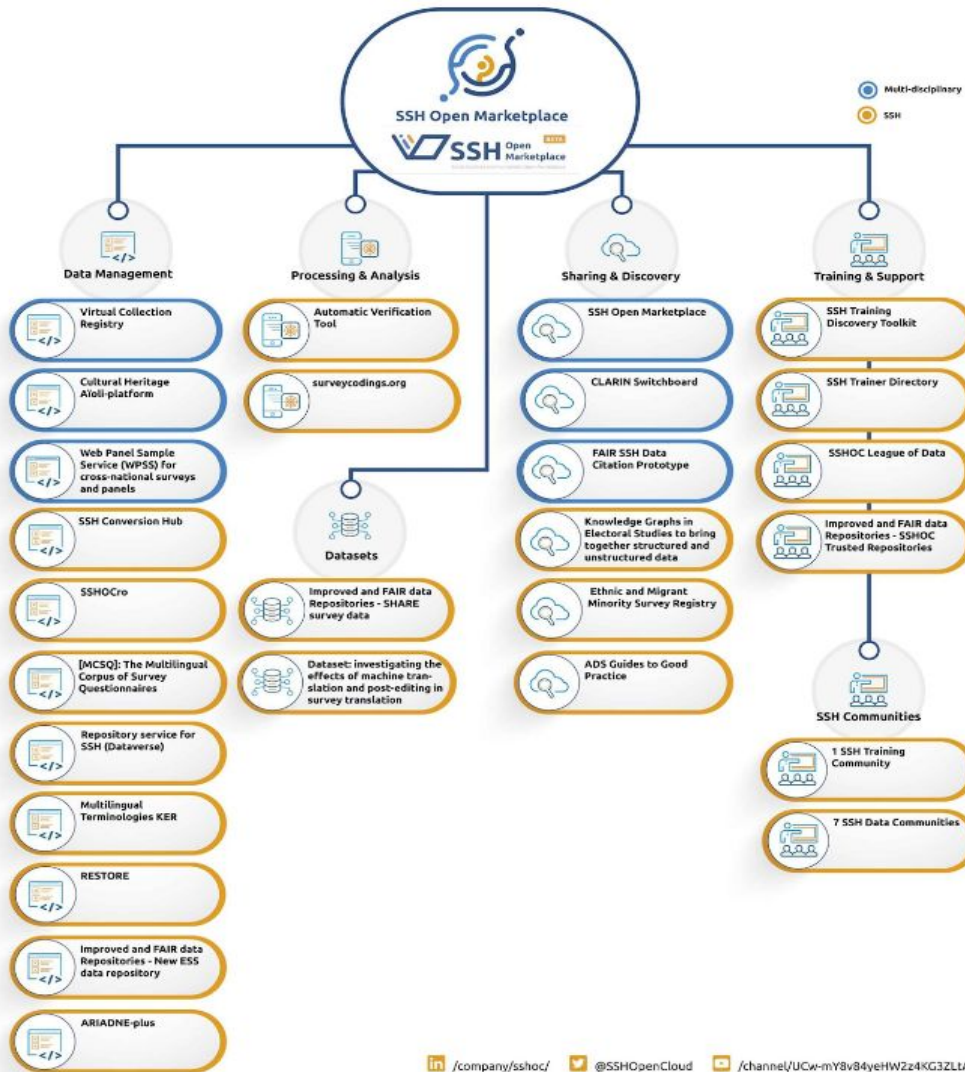 SSH Open Marketplace
SSH Open
Marketplace
BETA
Multi-disciplinary
SSH
Data Management
Virtual Collection
Registry
Cultural Heritage
Aïoli-platform
Web Panel Sample
Service (WPSS) for
cross-national surveys
and panels
SSH Conversion Hub
SSHOCro
[MCSQ]: The Multilingual
Corpus of Survey
Questionnaires
Repository service for
SSH (Dataverse)
Multilingual
Terminologies KER
RESTORE
Improved and FAIR data
Repositories - New ESS
data repository
ARIADNE-plus
Processing & Analysis
Automatic Verification
Tool
surveycodings.org
Datasets
Improved and FAIR data
Repositories - SHARE
survey data
Dataset: investigating the
effects of machine tran-
slation and post-editing in
survey translation
Sharing & Discovery
SSH Open Marketplace
CLARIN Switchboard
FAIR SSH Data
Citation Prototype
Knowledge Graphs in
Electoral Studies to bring
together structured and
unstructured data
Ethnic and Migrant
Minority Survey Registry
ADS Guides to Good
Practice
Training & Support
SSH Training
Discovery Toolkit
SSH Trainer Directory
SSHOC League of Data
Improved and FAIR data
Repositories - SSHOC
Trusted Repositories
SSH Communities
1 SSH Training
Community
7 SSH Data Communities
/company/sshoc/ @SSHOpenCloud /channel/UCw-mY8v84yeHW2z4KG3ZLtA